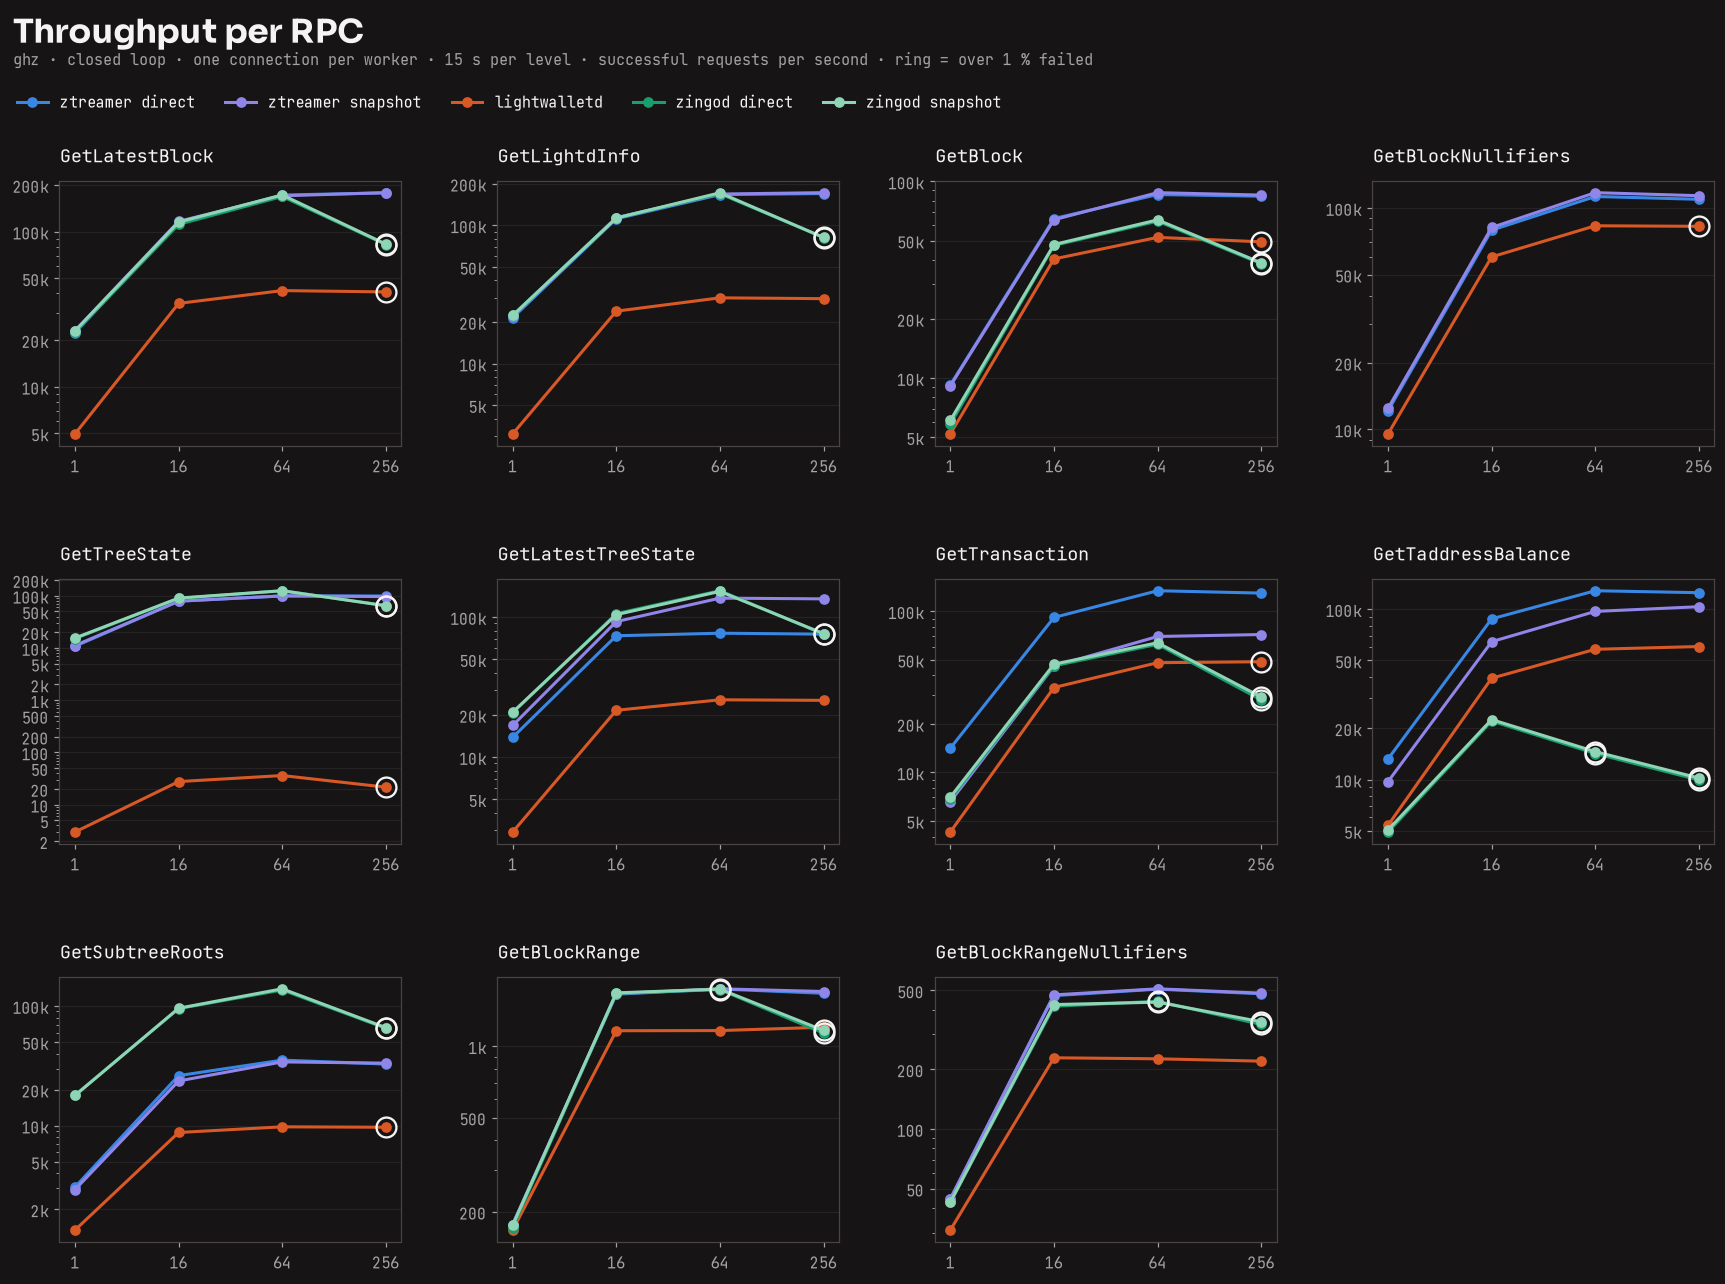 Throughput per RPC
ghz · closed loop · one connection per worker · 15 s per level · successful requests per second · ring = over 1 % failed
ztreamer direct ztreamer snapshot lightwalletd zingod direct zingod snapshot
GetLatestBlock
200k
100k
50k
20k
10k
5k
1 16 64 256
GetLightdInfo
200k
100k
50k
20k
10k
5k
1 16 64 256
GetBlock
100k
50k
20k
10k
5k
1 16 64 256
GetBlockNullifiers
100k
50k
20k
10k
1 16 64 256
GetTreeState
200k
100k
50k
20k
10k
5k
2k
1k
500
200
100
50
20
10
5
2
1 16 64 256
GetLatestTreeState
100k
50k
20k
10k
5k
1 16 64 256
GetTransaction
100k
50k
20k
10k
5k
1 16 64 256
GetTaddressBalance
100k
50k
20k
10k
5k
1 16 64 256
GetSubtreeRoots
100k
50k
20k
10k
5k
2k
1 16 64 256
GetBlockRange
1k
500
200
1 16 64 256
GetBlockRangeNullifiers
500
200
100
50
1 16 64 256